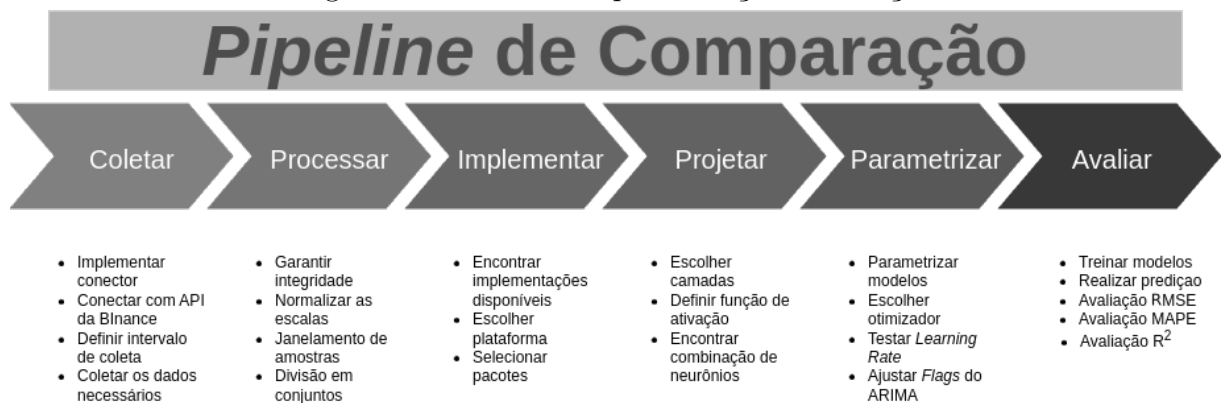 Pipeline de Comparação
Coletar
Processar
Implementar
Projetar
Parametrizar
Avaliar
• Implementar
conector
• Conectar com API
da BInance
• Definir intervalo
de coleta
• Coletar os dados
necessários
• Garantir
integridade
• Normalizar as
escalas
• Janelamento de
amostras
• Divisão em
conjuntos
• Encontrar
implementações
disponíveis
• Escolher
plataforma
• Selecionar
pacotes
• Escolher
camadas
• Definir função de
ativação
• Encontrar
combinação de
neurônios
• Parametrizar
modelos
• Escolher
otimizador
• Testar Learning
Rate
• Ajustar Flags do
ARIMA
• Treinar modelos
• Realizar prediçao
• Avaliação RMSE
• Avaliação MAPE
• Avaliação R²